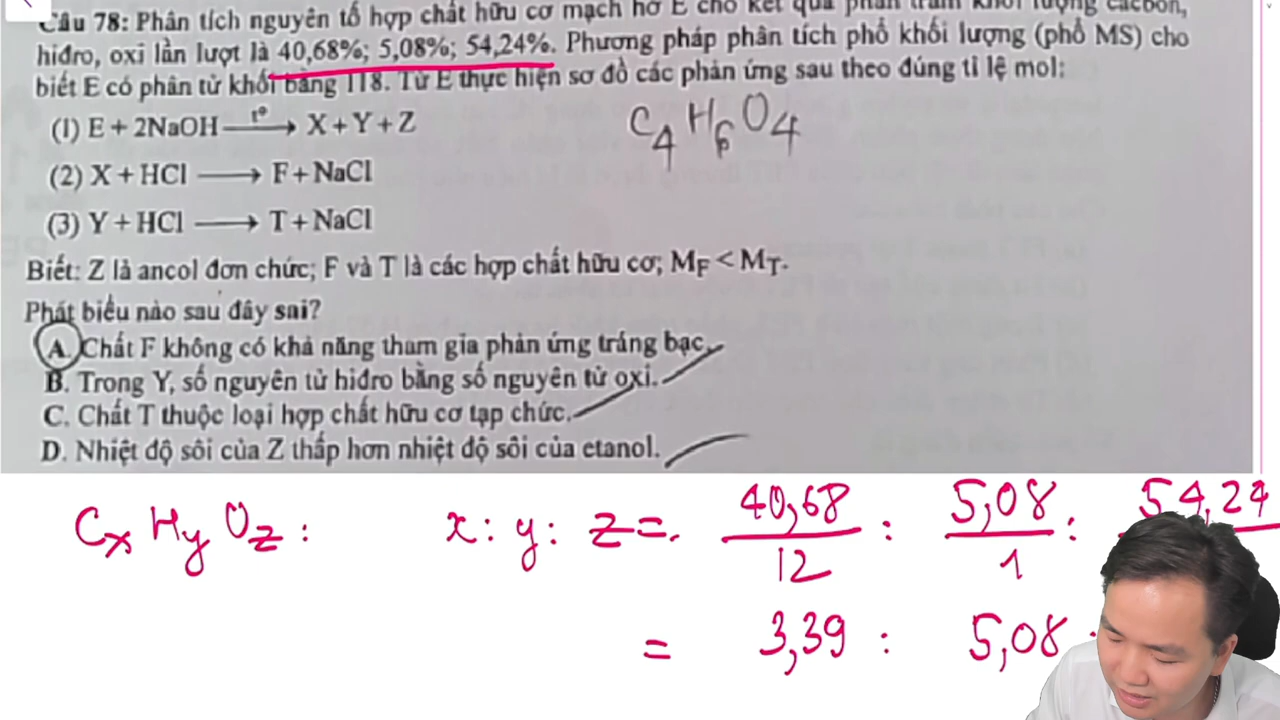 Câu 78: Phân tích nguyên tố hợp chất hữu cơ mạch hở E cho kết quả phần trăm khối lượng cacbon,
hiđro, oxi lần lượt là 40,68%; 5,08%; 54,24%. Phương pháp phân tích phổ khối lượng (phổ MS) cho
biết E có phân tử khối bằng 118. Từ E thực hiện sơ đồ các phản ứng sau theo đúng tỉ lệ mol:
(1) E + 2NaOH t° → X + Y + Z
C4H6O4
(2) X + HCl → F + NaCl
(3) Y + HCl → T + NaCl
Biết: Z là ancol đơn chức; F và T là các hợp chất hữu cơ; MF < MT.
Phát biểu nào sau đây sai?
A. Chất F không có khả năng tham gia phản ứng tráng bạc.
B. Trong Y, số nguyên tử hiđro bằng số nguyên tử oxi.
C. Chất T thuộc loại hợp chất hữu cơ tạp chức.
D. Nhiệt độ sôi của Z thấp hơn nhiệt độ sôi của etanol.
CxHyOz: x : y : z = 40,68/12 : 5,08/1 : 54,24
= 3,39 : 5,08